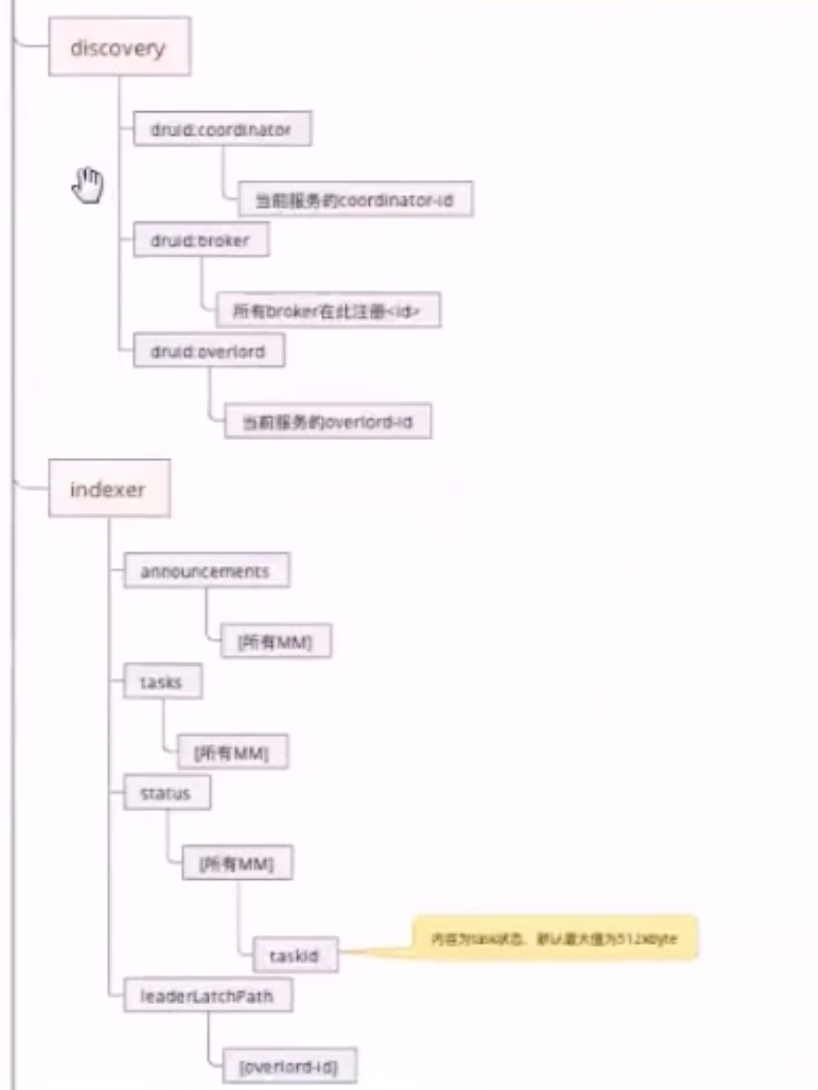 discovery
druid:coordinator
当前服务的coordinator-id
druid:broker
所有broker在此注册<id>
druid:overlord
当前服务的overlord-id
indexer
announcements
[所有MM]
tasks
[所有MM]
status
[所有MM]
taskid
内容为task状态、默认最大值为512kbyte
leaderLatchPath
[overlord-id]